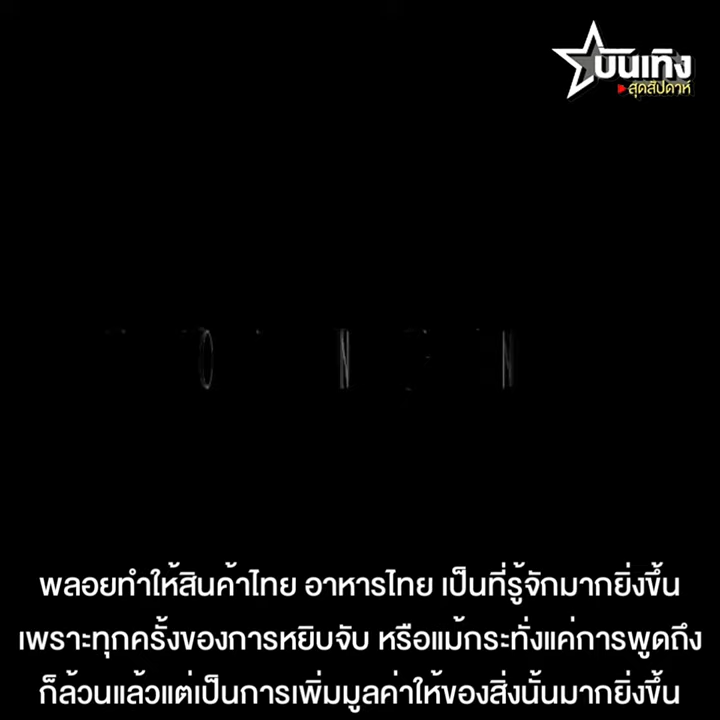 บันเทิง
สุดสัปดาห์
พลอยทำให้สินค้าไทย อาหารไทย เป็นที่รู้จักมากยิ่งขึ้น
เพราะทุกครั้งของการหยิบจับ หรือแม้กระทั่งแค่การพูดถึง
ก็ล้วนแล้วแต่เป็นการเพิ่มมูลค่าให้ของสิ่งนั้นมากยิ่งขึ้น